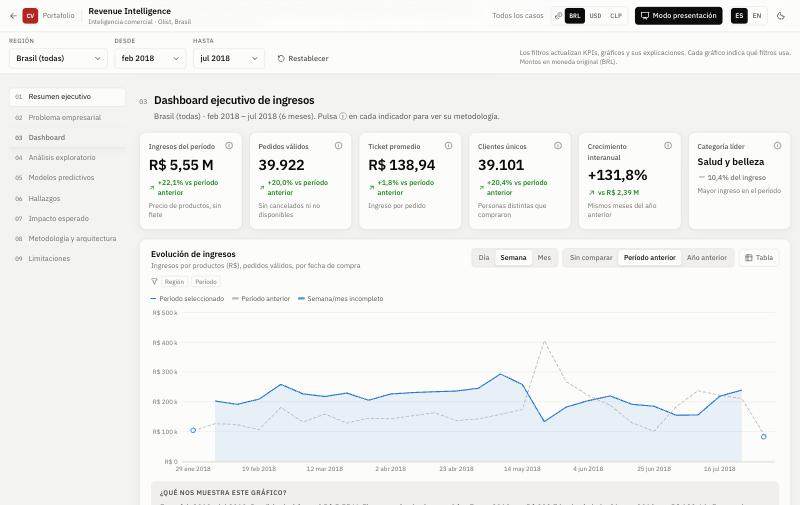 CV Portafolio
Revenue Intelligence
Inteligencia comercial · Olist, Brasil
Todos los casos
BRL USD CLP
Modo presentación
ES EN
REGIÓN
Brasil (todas)
DESDE
feb 2018
HASTA
jul 2018
Restablecer
Los filtros actualizan KPIs, gráficos y sus explicaciones. Cada gráfico indica qué filtros usa.
Montos en moneda original (BRL).
01 Resumen ejecutivo
02 Problema empresarial
03 Dashboard
04 Análisis exploratorio
05 Modelos predictivos
06 Hallazgos
07 Impacto esperado
08 Metodología y arquitectura
09 Limitaciones
03 Dashboard ejecutivo de ingresos
Brasil (todas) · feb 2018 – jul 2018 (6 meses). Pulsa ⓘ en cada indicador para ver su metodología.
Ingresos del período
R$ 5,55 M
+22,1% vs período
anterior
Precio de productos, sin
flete
Pedidos válidos
39.922
+20,0% vs período
anterior
Sin cancelados ni no
disponibles
Ticket promedio
R$ 138,94
+1,8% vs período
anterior
Ingreso por pedido
Clientes únicos
39.101
+20,4% vs período
anterior
Personas distintas que
compraron
Crecimiento
interanual
+131,8%
vs R$ 2,39 M
Mismos meses del año
anterior
Categoría líder
Salud y belleza
— 10,4% del ingreso
Mayor ingreso en el período
Evolución de ingresos
Ingresos por productos (R$), pedidos válidos, por fecha de compra
Día Semana Mes
Sin comparar Período anterior Año anterior
Tabla
Región Período
Período seleccionado Período anterior Semana/mes incompleto
R$ 500 k
R$ 400 k
R$ 300 k
R$ 200 k
R$ 100 k
R$ 0
29 ene 2018 19 feb 2018 12 mar 2018 2 abr 2018 23 abr 2018 14 may 2018 4 jun 2018 25 jun 2018 16 jul 2018
¿QUÉ NOS MUESTRA ESTE GRÁFICO?